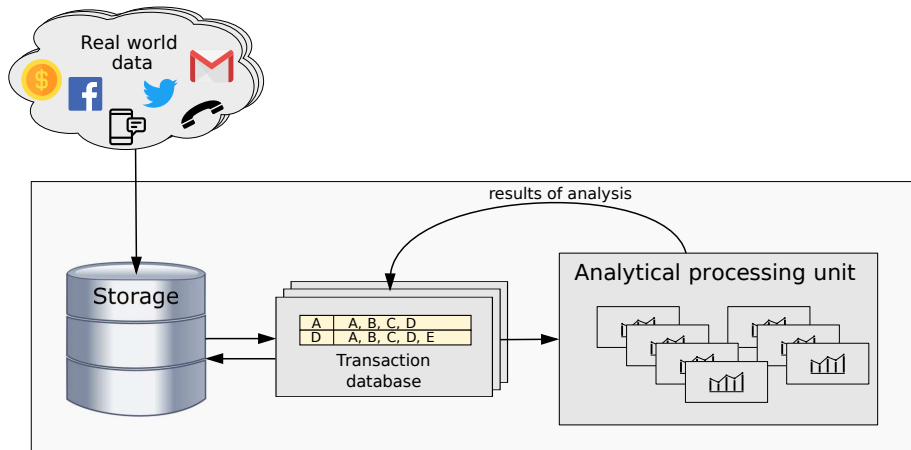 Real world
data
$
f
results of analysis
Storage
Analytical processing unit
A A, B, C, D
D A, B, C, D, E
Transaction
database